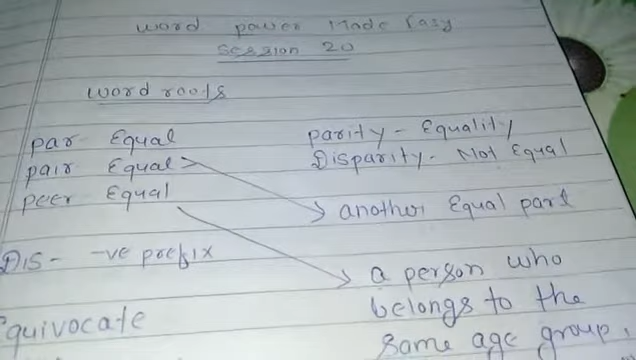 word power Made Easy
Session 20
word roots
par Equal
parity - Equality
pair Equal
Disparity - Not Equal
peer Equal
another Equal part
DIS- -ve prefix
a person who
belongs to the
quivocate
same age group.